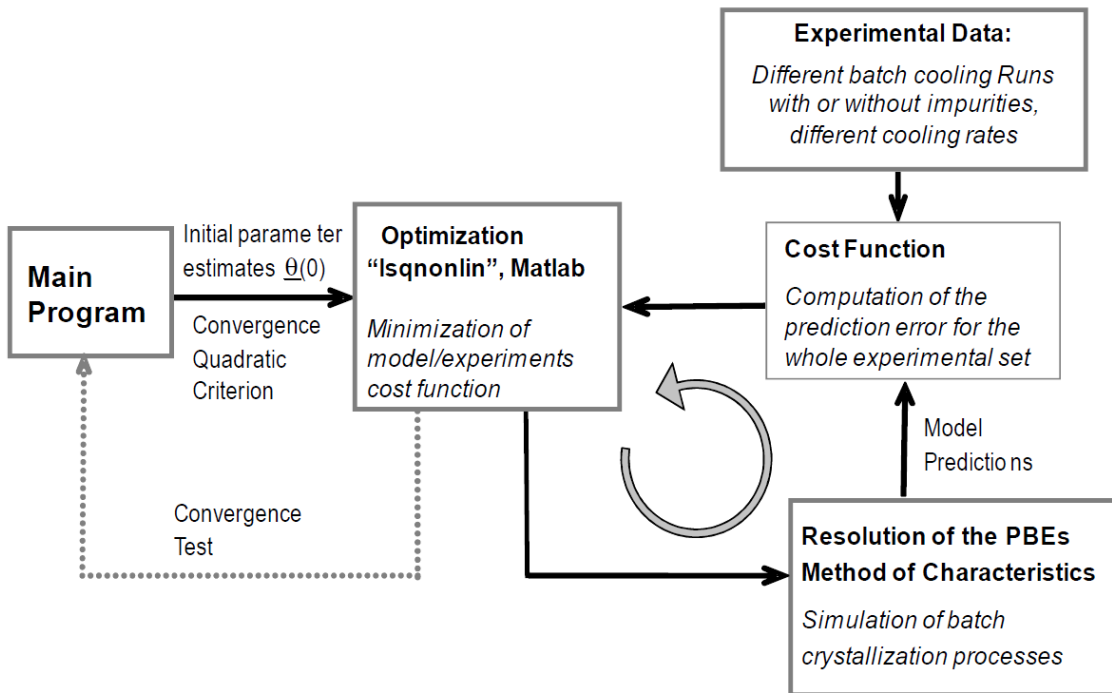 Experimental Data:
Different batch cooling Runs
with or without impurities,
different cooling rates
Main
Program
Initial parame ter
estimates θ(0)
Convergence
Quadratic
Criterion
Optimization
“lsqnonlin”, Matlab
Minimization of
model/experiments
cost function
Cost Function
Computation of the
prediction error for the
whole experimental set
Model
Predictio ns
Convergence
Test
Resolution of the PBEs
Method of Characteristics
Simulation of batch
crystallization processes